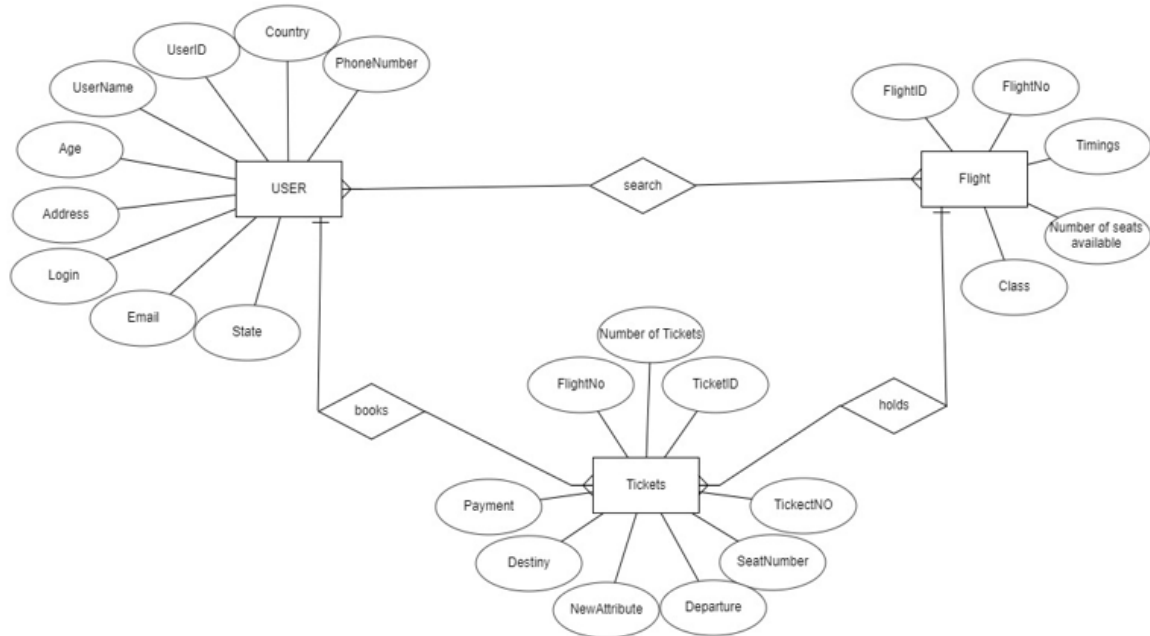 Country
UserID
PhoneNumber
UserName
FlightID
FlightNo
Age
Timings
USER
search
Flight
Address
Number of seats
available
Login
Class
Email
State
Number of Tickets
FlightNo
TicketID
books
holds
Tickets
Payment
TickectNO
Destiny
SeatNumber
NewAttribute
Departure